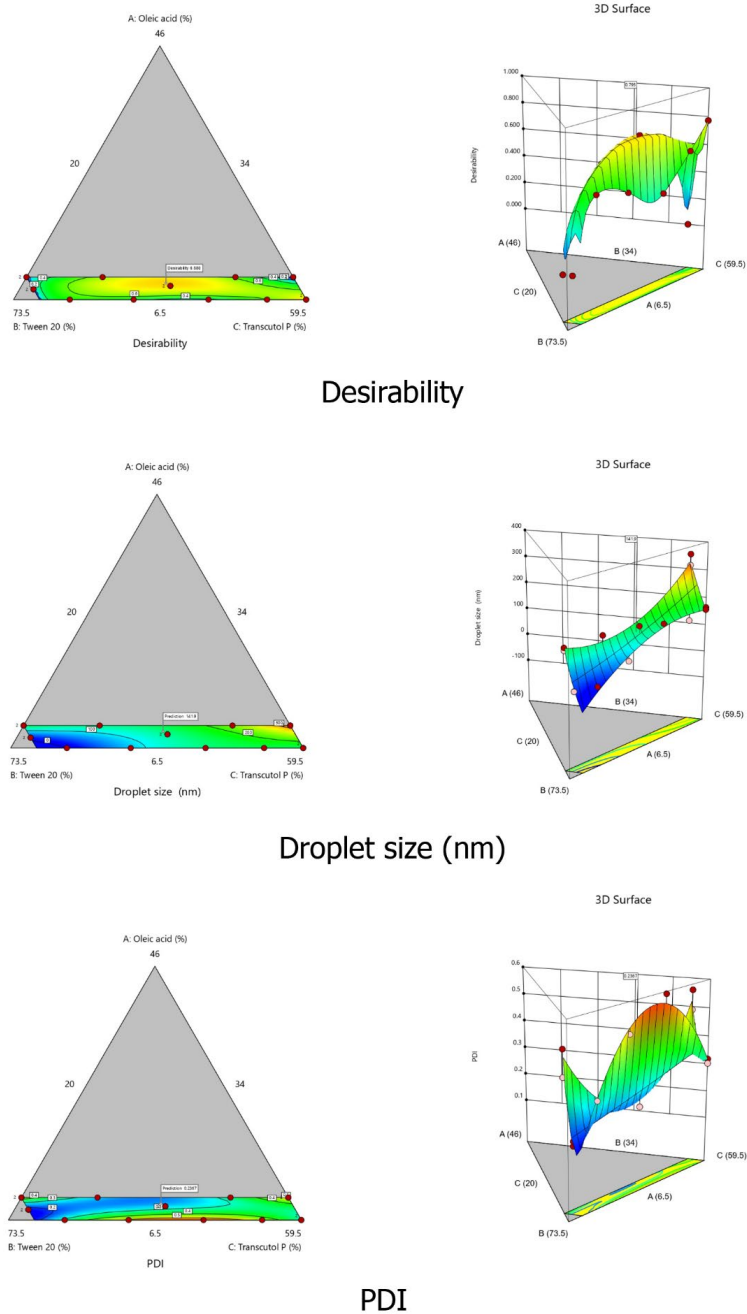 A: Oleic acid (%)
46
20
34
73.5
6.5
59.5
B: Tween 20 (%)
C: Transcutol P (%)
Desirability
3D Surface
1.000
0.800
0.600
0.400
0.200
0.000
Desirability
A (46)
B (34)
C (59.5)
C (20)
A (6.5)
B (73.5)
Desirability
A: Oleic acid (%)
46
20
34
Prediction 141.8
73.5
6.5
59.5
B: Tween 20 (%)
C: Transcutol P (%)
Droplet size (nm)
3D Surface
400
300
200
100
0
-100
Droplet size (nm)
141.8
A (46)
B (34)
C (59.5)
C (20)
A (6.5)
B (73.5)
Droplet size (nm)
A: Oleic acid (%)
46
20
34
73.5
6.5
59.5
B: Tween 20 (%)
C: Transcutol P (%)
PDI
3D Surface
0.6
0.5
0.4
0.3
0.2
0.1
PDI
A (46)
B (34)
C (59.5)
C (20)
A (6.5)
B (73.5)
PDI